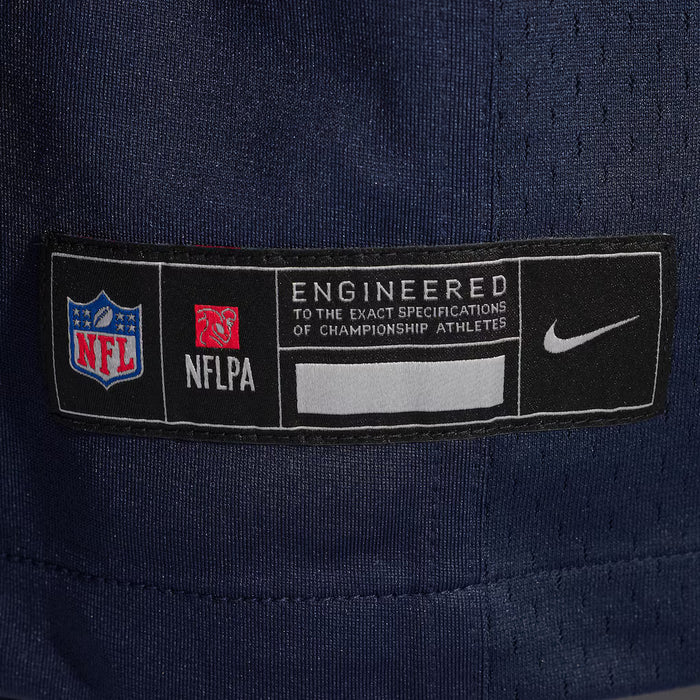 NFL
NFLPA
ENGINEERED
TO THE EXACT SPECIFICATIONS
OF CHAMPIONSHIP ATHLETES